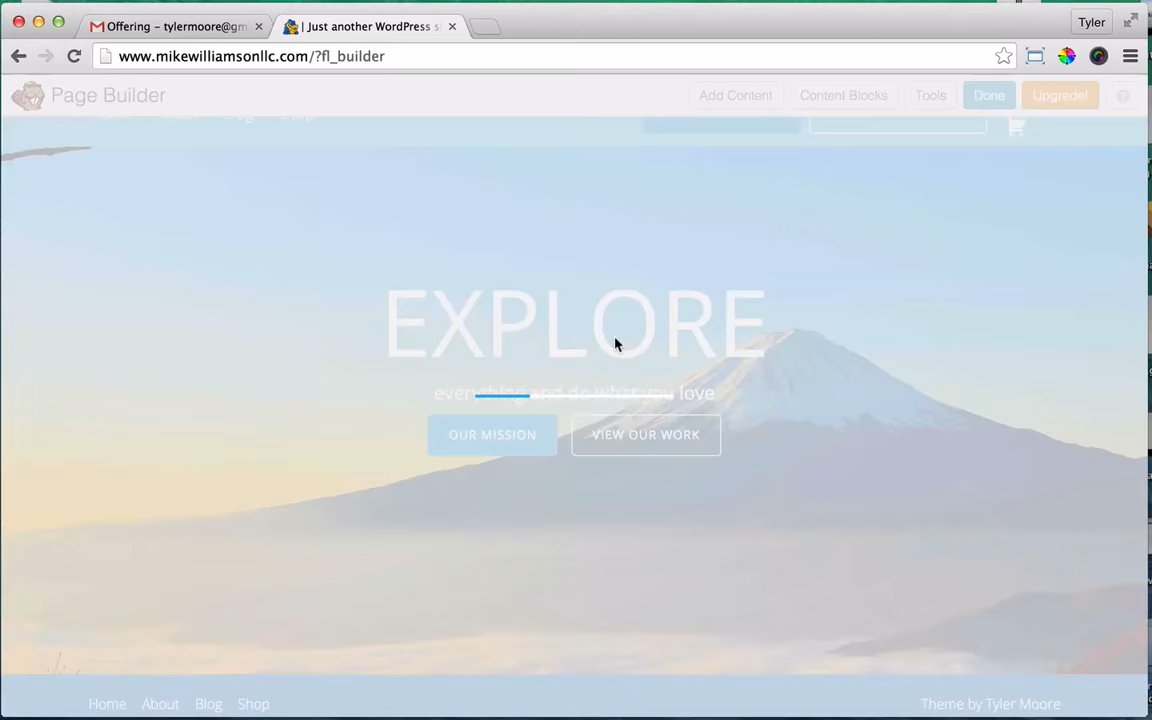 Offering – tylermoore@gm
| Just another WordPress s
Tyler
www.mikewilliamsonllc.com/?fl_builder
Page Builder
Add Content
Content Blocks
Tools
Done
Upgrade!
?
EXPLORE
everything and do what you love
OUR MISSION
VIEW OUR WORK
Home About Blog Shop
Theme by Tyler Moore